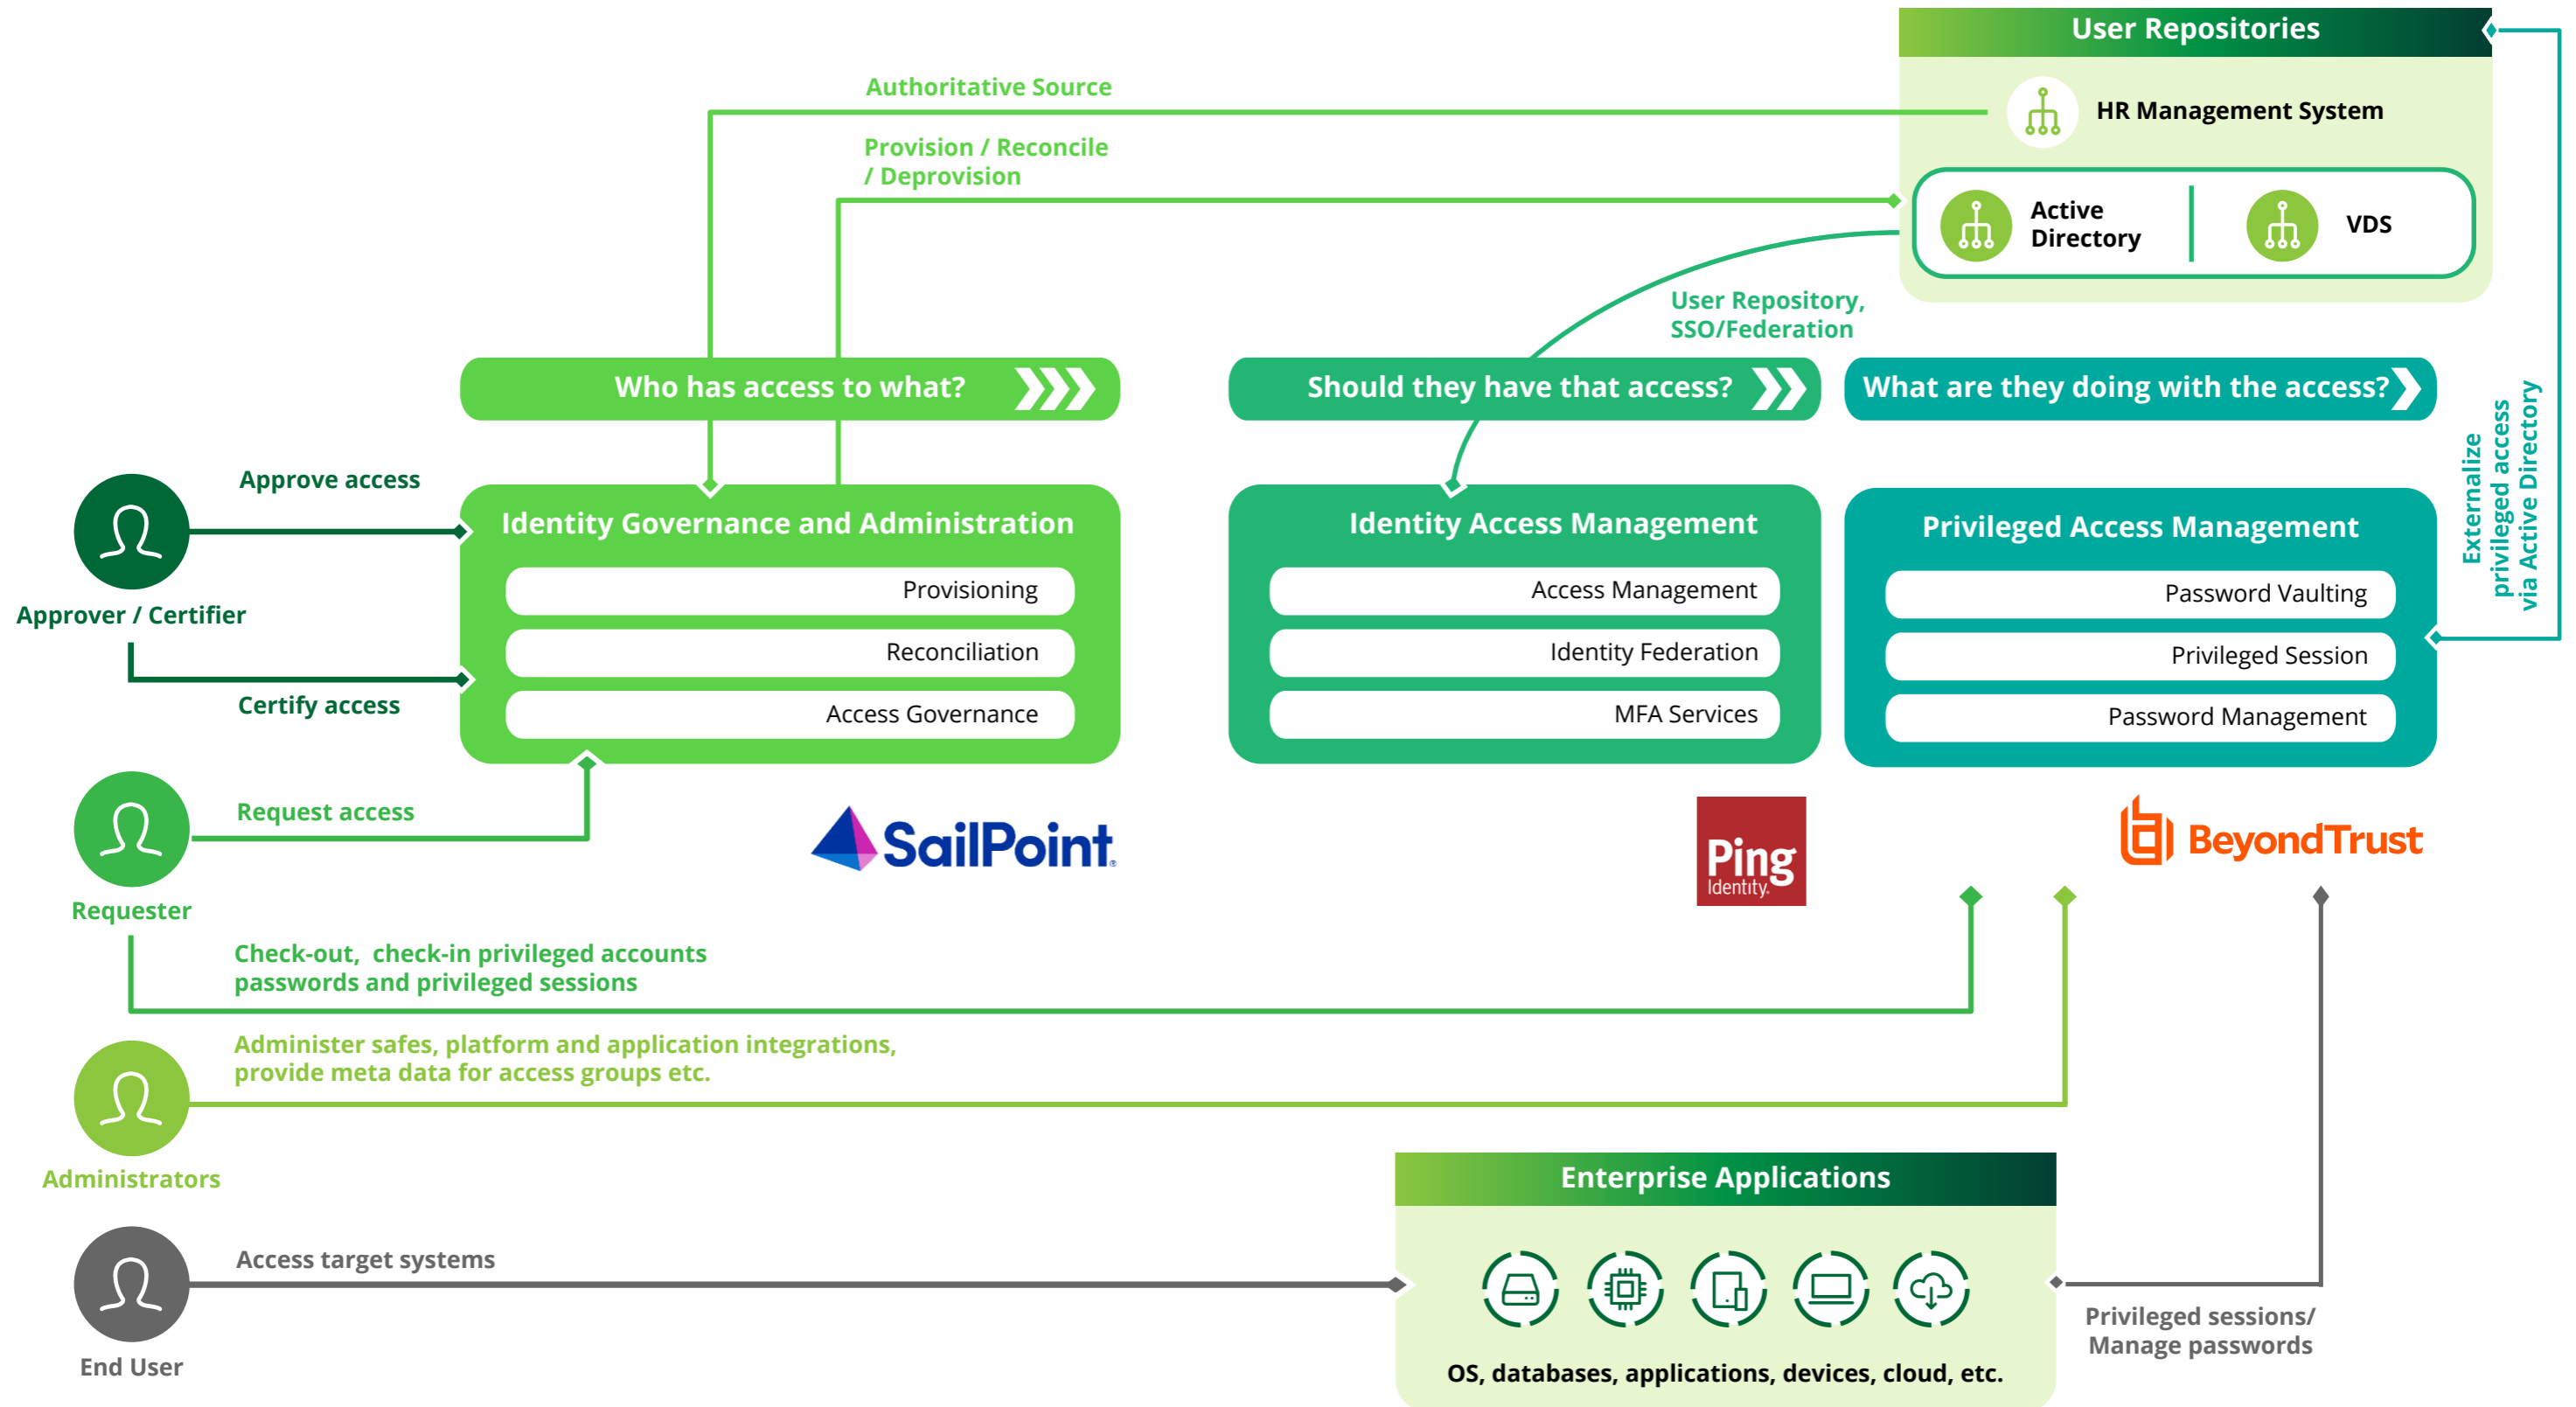 User Repositories
HR Management System
Active
Directory
VDS
Authoritative Source
Provision / Reconcile
/ Deprovision
User Repository,
SSO/Federation
Externalize
privileged access
via Active Directory
Who has access to what?
Should they have that access?
What are they doing with the access?
Approve access
Approver / Certifier
Certify access
Identity Governance and Administration
Provisioning
Reconciliation
Access Governance
Identity Access Management
Access Management
Identity Federation
MFA Services
Privileged Access Management
Password Vaulting
Privileged Session
Password Management
Request access
Requester
SailPoint®
Ping
Identity®
BeyondTrust
Check-out, check-in privileged accounts
passwords and privileged sessions
Administer safes, platform and application integrations,
provide meta data for access groups etc.
Administrators
Access target systems
End User
Enterprise Applications
OS, databases, applications, devices, cloud, etc.
Privileged sessions/
Manage passwords